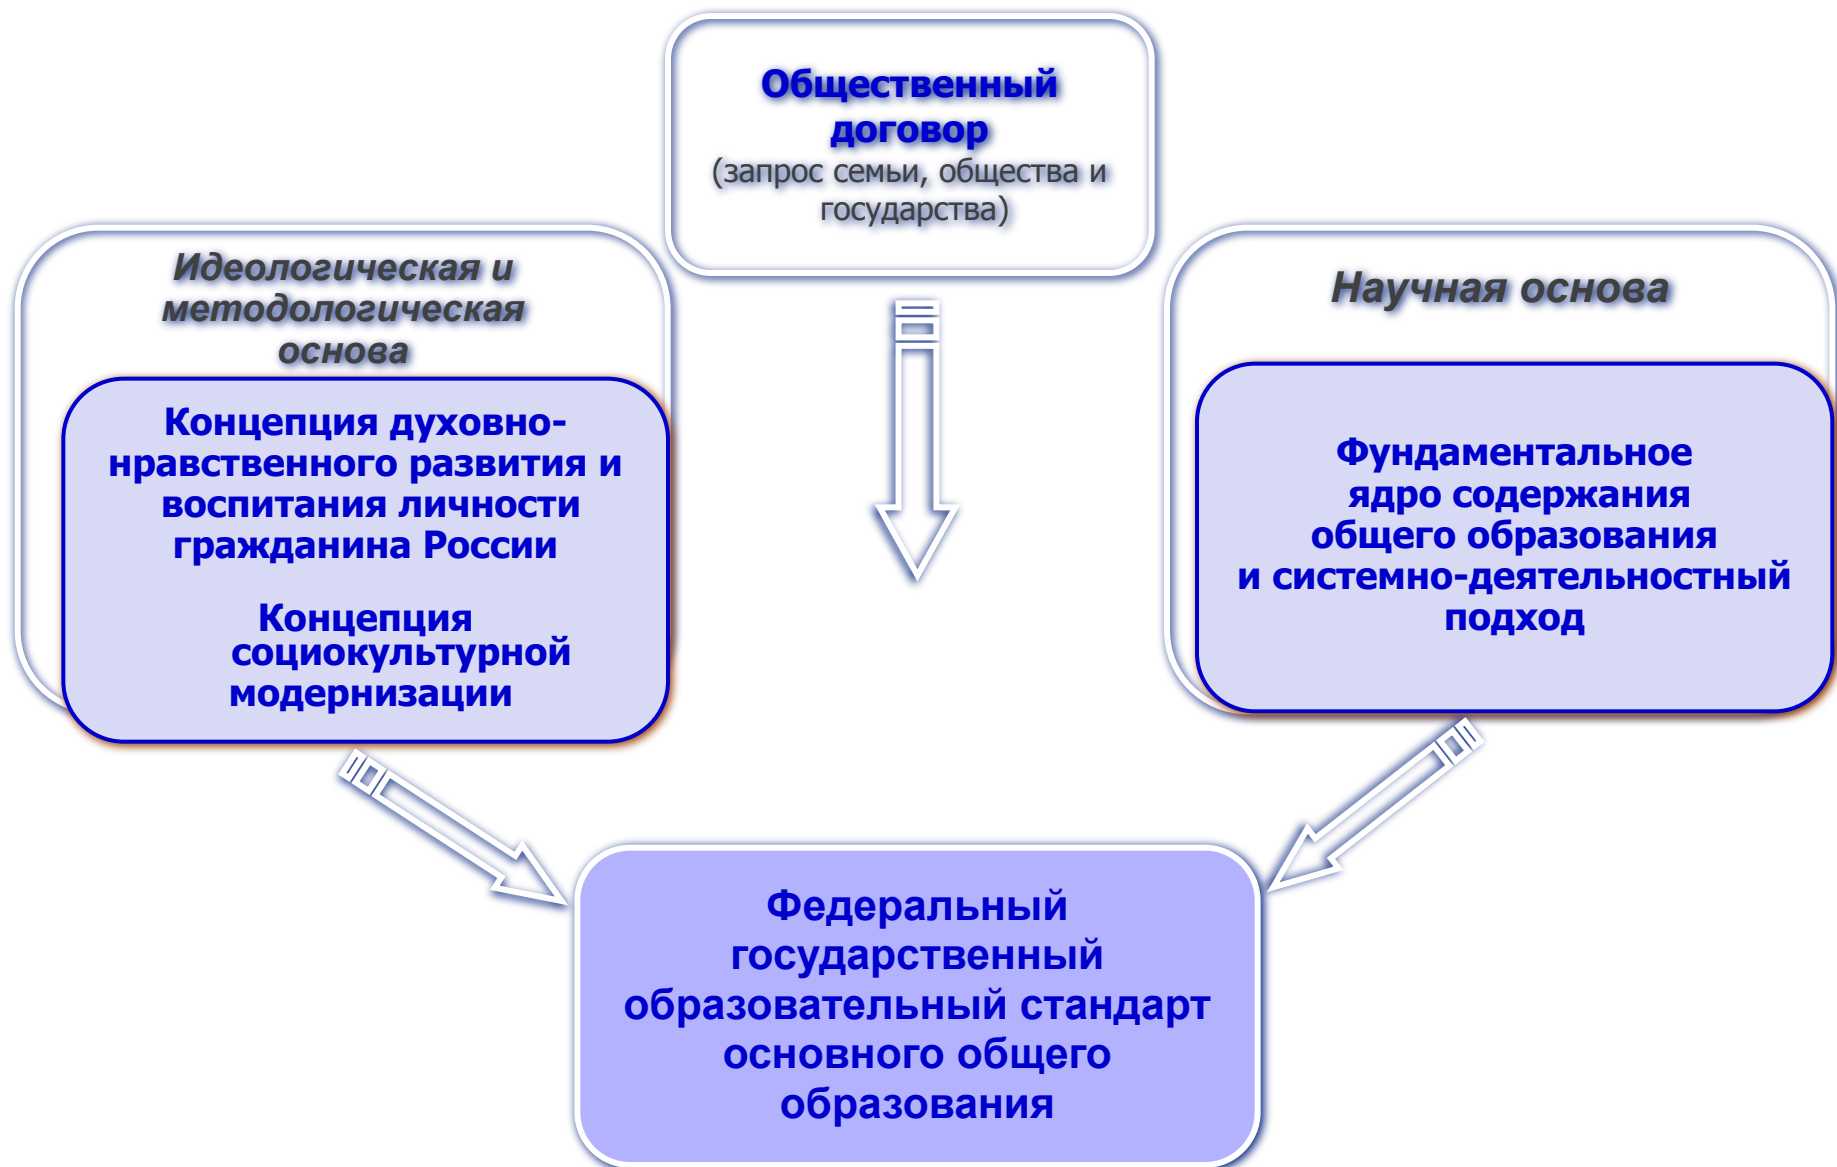 Общественный
договор
(запрос семьи, общества и
государства)
Идеологическая и
методологическая
основа
Концепция духовно-
нравственного развития и
воспитания личности
гражданина России
Концепция
социокультурной
модернизации
Научная основа
Фундаментальное
ядро содержания
общего образования
и системно-деятельностный
подход
Федеральный
государственный
образовательный стандарт
основного общего
образования